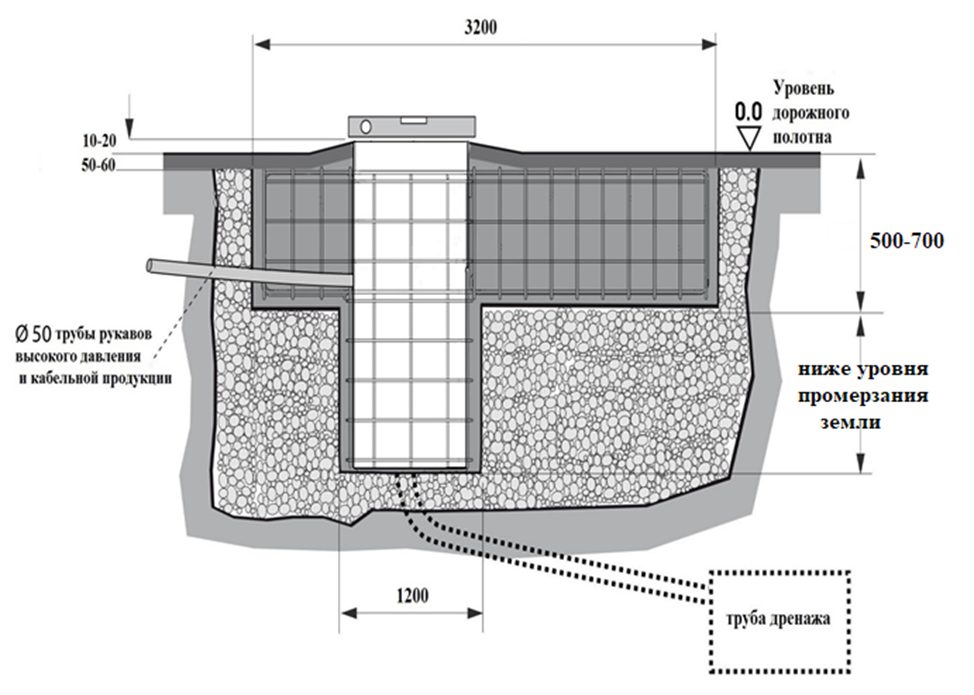 3200
0.0
Уровень
дорожного
полотна
10-20
50-60
500-700
Ø 50 трубы рукавов
высокого давления
и кабельной продукции
ниже уровня
промерзания
земли
1200
труба дренажа